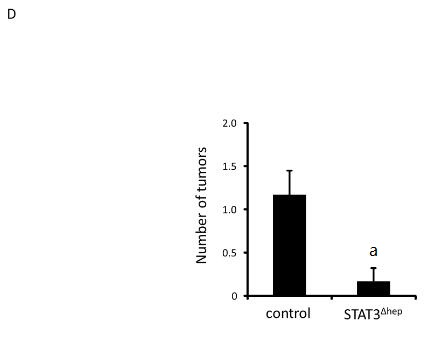 D
Number of tumors
2.0
1.5
1.0
a
0.5
0
control STAT3Δhep